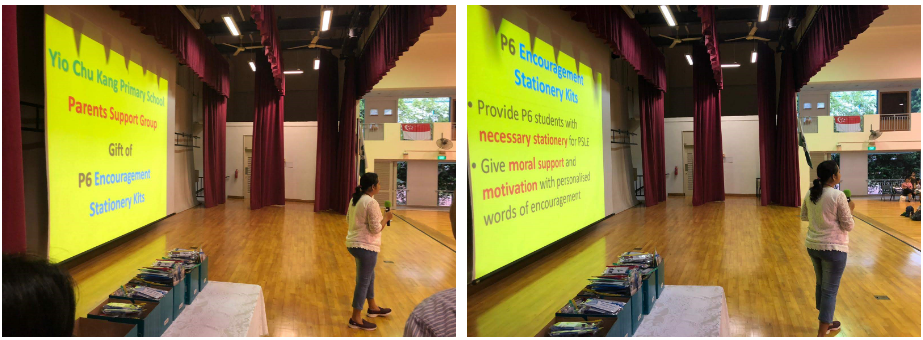 Yio Chu Kang Primary School
Parents Support Group
Gift of
P6 Encouragement
Stationery Kits
P6 Encouragement
Stationery Kits
• Provide P6 students with
necessary stationery for PSLE
• Give moral support and
motivation with personalised
words of encouragement